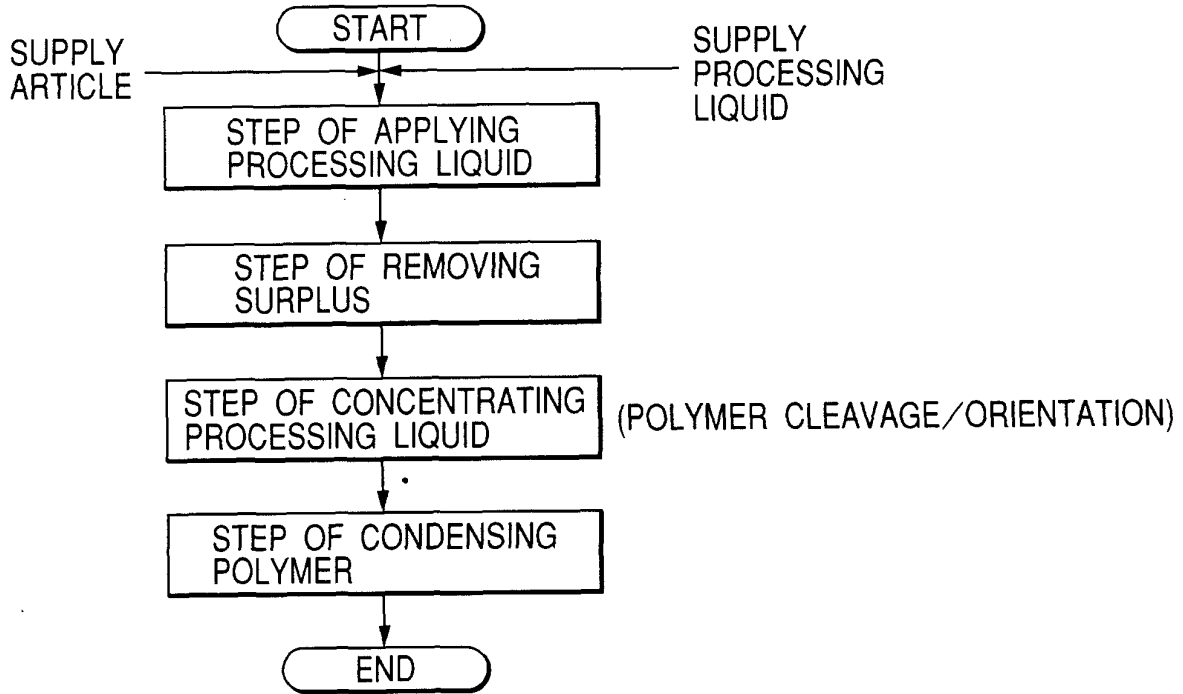 START
SUPPLY
ARTICLE
SUPPLY
PROCESSING
LIQUID
STEP OF APPLYING
PROCESSING LIQUID
STEP OF REMOVING
SURPLUS
STEP OF CONCENTRATING
PROCESSING LIQUID
(POLYMER CLEAVAGE/ORIENTATION)
STEP OF CONDENSING
POLYMER
END